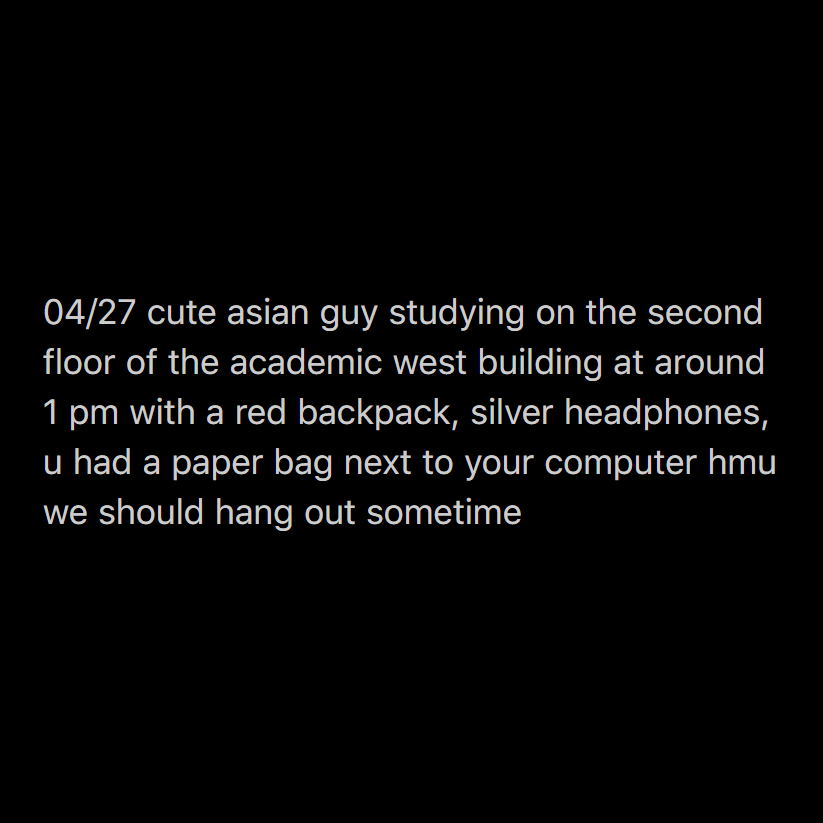 04/27 cute asian guy studying on the second
floor of the academic west building at around
1 pm with a red backpack, silver headphones,
u had a paper bag next to your computer hmu
we should hang out sometime